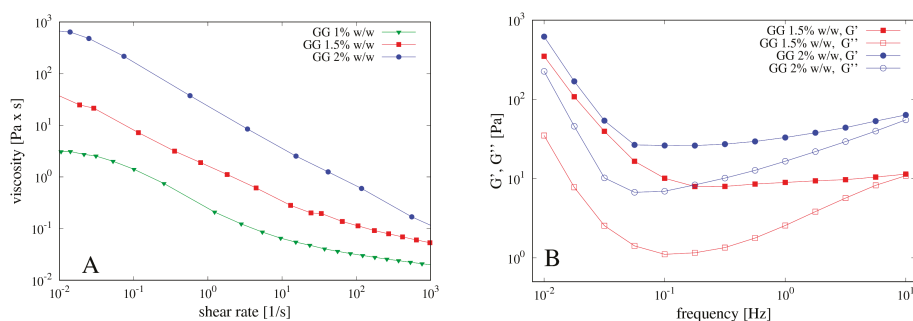 GG 1% w/w
GG 1.5% w/w
GG 2% w/w
10³
10²
10¹
10⁰
10⁻¹
10⁻²
viscosity [Pa x s]
A
10⁻² 10⁻¹ 10⁰ 10¹ 10² 10³
shear rate [1/s]
GG 1.5% w/w, G'
GG 1.5% w/w, G''
GG 2% w/w, G'
GG 2% w/w, G''
10³
10²
10¹
10⁰
G', G'' [Pa]
B
10⁻² 10⁻¹ 10⁰ 10¹
frequency [Hz]